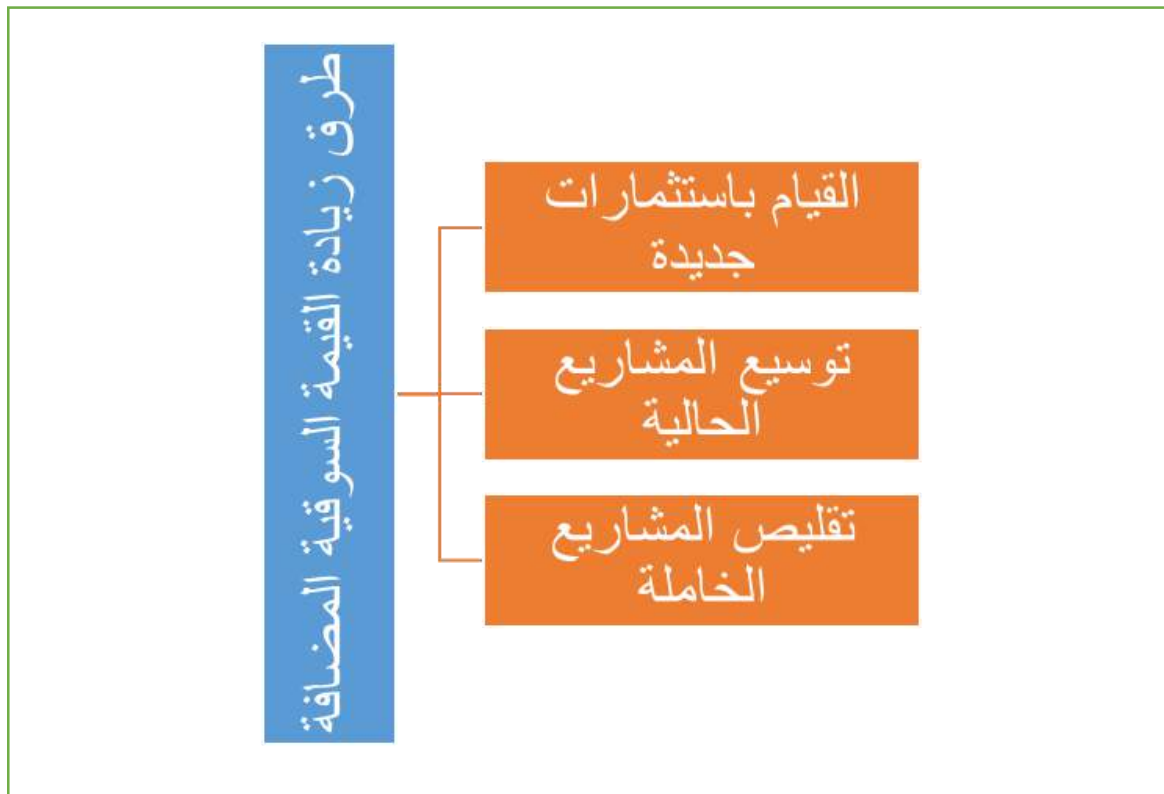 طرق زيادة القيمة السوقية المضافة
القيام باستثمارات
جديدة
توسيع المشاريع
الحالية
تقليص المشاريع
الخاملة